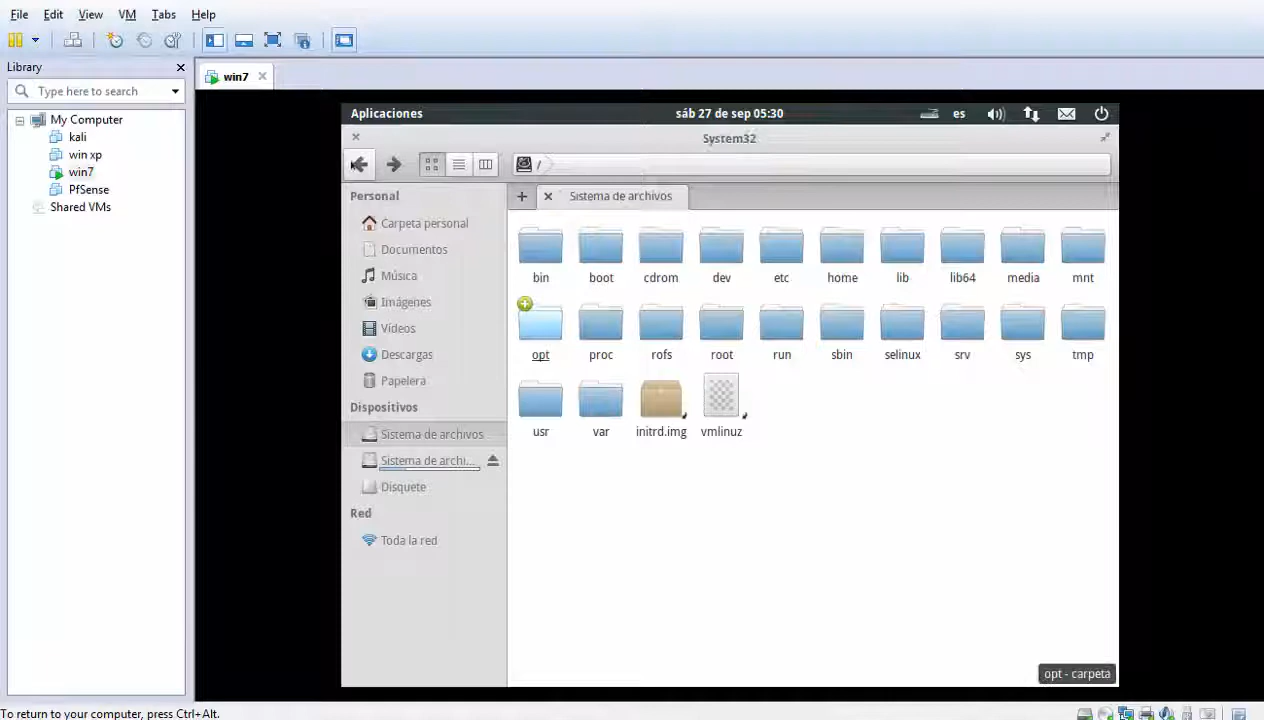 File Edit View VM Tabs Help
Library
Type here to search
My Computer
kali
win xp
win7
PfSense
Shared VMs
win7
Aplicaciones
sáb 27 de sep 05:30
es
System32
/
Personal
Carpeta personal
Documentos
Música
Imágenes
Vídeos
Descargas
Papelera
Dispositivos
Sistema de archivos
Sistema de archi...
Disquete
Red
Toda la red
Sistema de archivos
bin boot cdrom dev etc home lib lib64 media mnt
opt proc rofs root run sbin selinux srv sys tmp
usr var initrd.img vmlinuz
opt - carpeta
To return to your computer, press Ctrl+Alt.